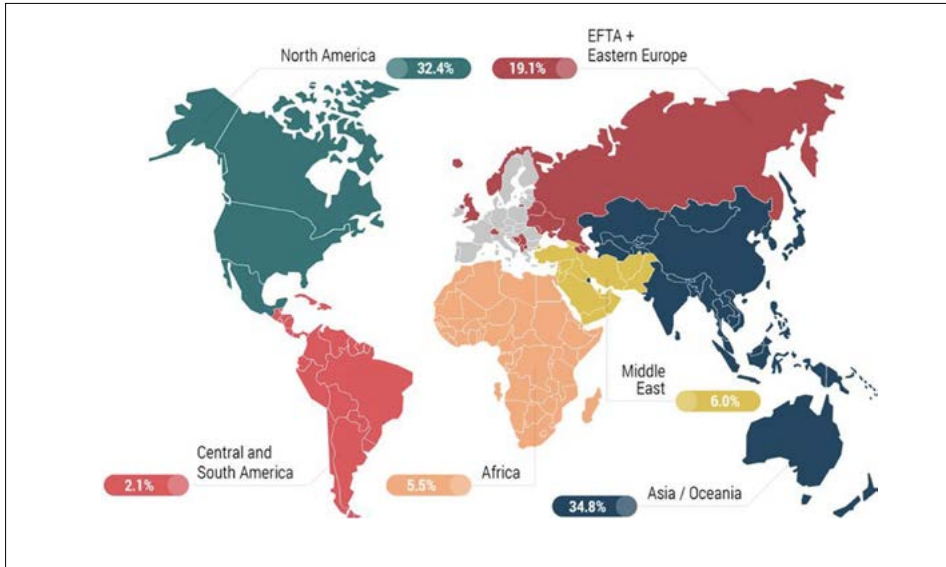 North America
32.4%
19.1%
EFTA +
Eastern Europe
Middle
East
6.0%
Central and
South America
2.1%
5.5%
Africa
34.8%
Asia / Oceania